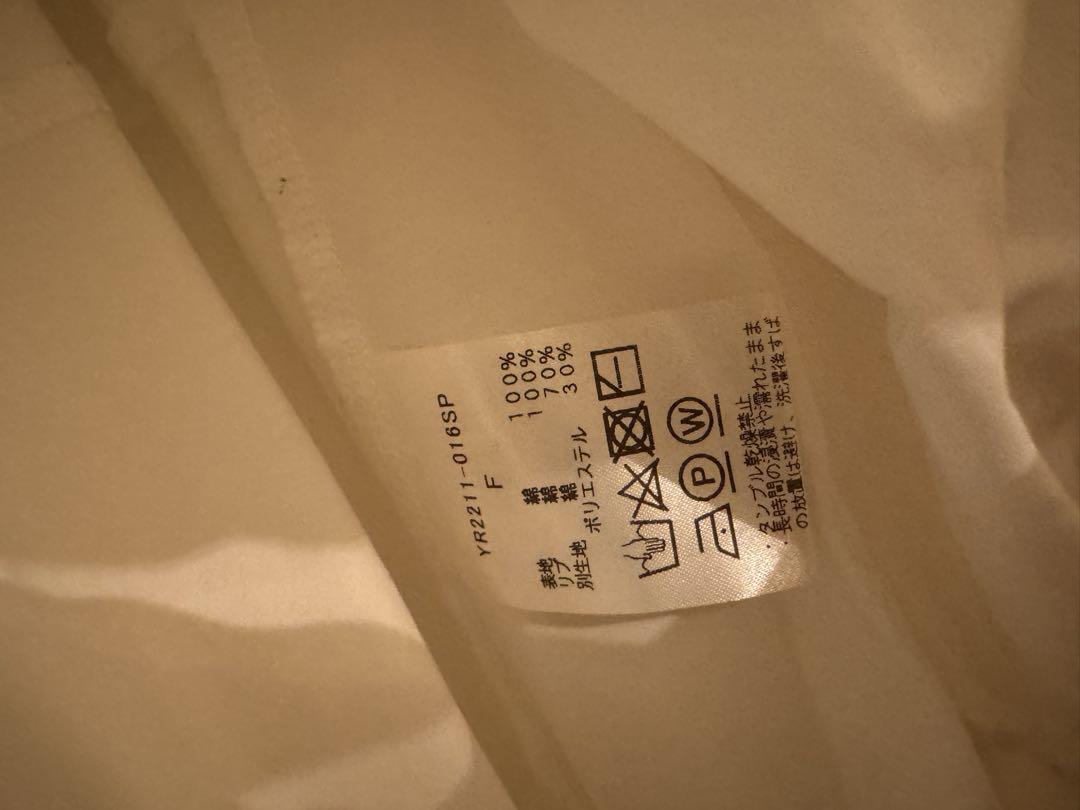 YR2211-016SP
F
表地 綿 100%
リブ 綿 100%
別生地 綿 70%
ポリエステル 30%
P W
・タンブル乾燥禁止
・長時間の浸漬や濡れたまま
の放置は避け、洗濯後すば